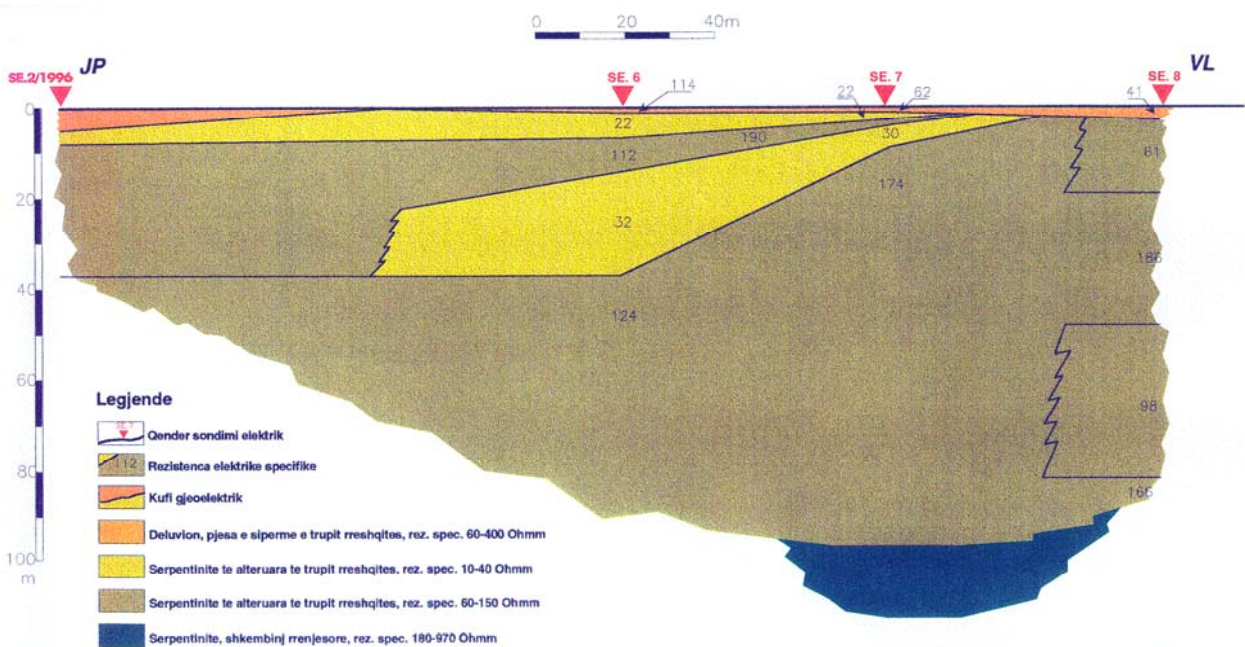 0 20 40m
SE.2/1996 JP SE. 6 SE. 7 VL SE. 8
114 22 62 41
0
22 190 30 61
112 174
20
32
186
40
124
60
98
80
166
100
m
Legjende
SE.7 Qender sondimi elektrik
112 Rezistenca elektrike specifike
Kufi gjeoelektrik
Deluvion, pjesa e siperme e trupit rreshqites, rez. spec. 60-400 Ohmm
Serpentinite te alteruara te trupit rreshqites, rez. spec. 10-40 Ohmm
Serpentinite te alteruara te trupit rreshqites, rez. spec. 60-150 Ohmm
Serpentinite, shkembinj rrenjesore, rez. spec. 180-970 Ohmm